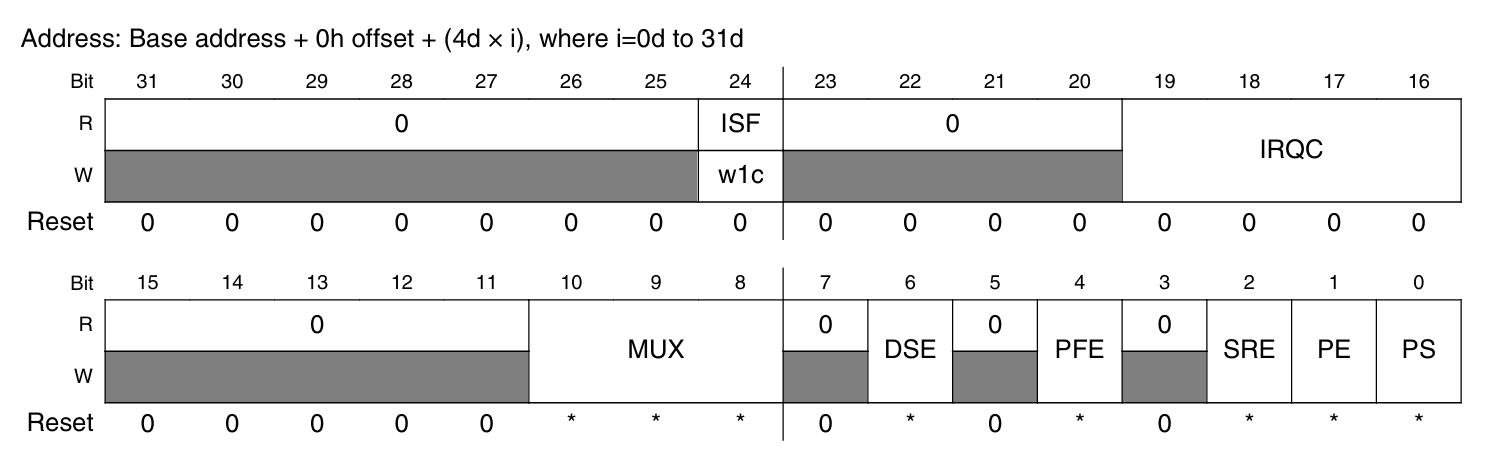 Address: Base address + 0h offset + (4d × i), where i=0d to 31d
Bit 31 30 29 28 27 26 25 24 23 22 21 20 19 18 17 16
R 0 ISF 0 IRQC
W w1c
Reset 0 0 0 0 0 0 0 0 0 0 0 0 0 0 0 0
Bit 15 14 13 12 11 10 9 8 7 6 5 4 3 2 1 0
R 0 MUX 0 DSE 0 PFE 0 SRE PE PS
W
Reset 0 0 0 0 0 * * * 0 * 0 * 0 * * *